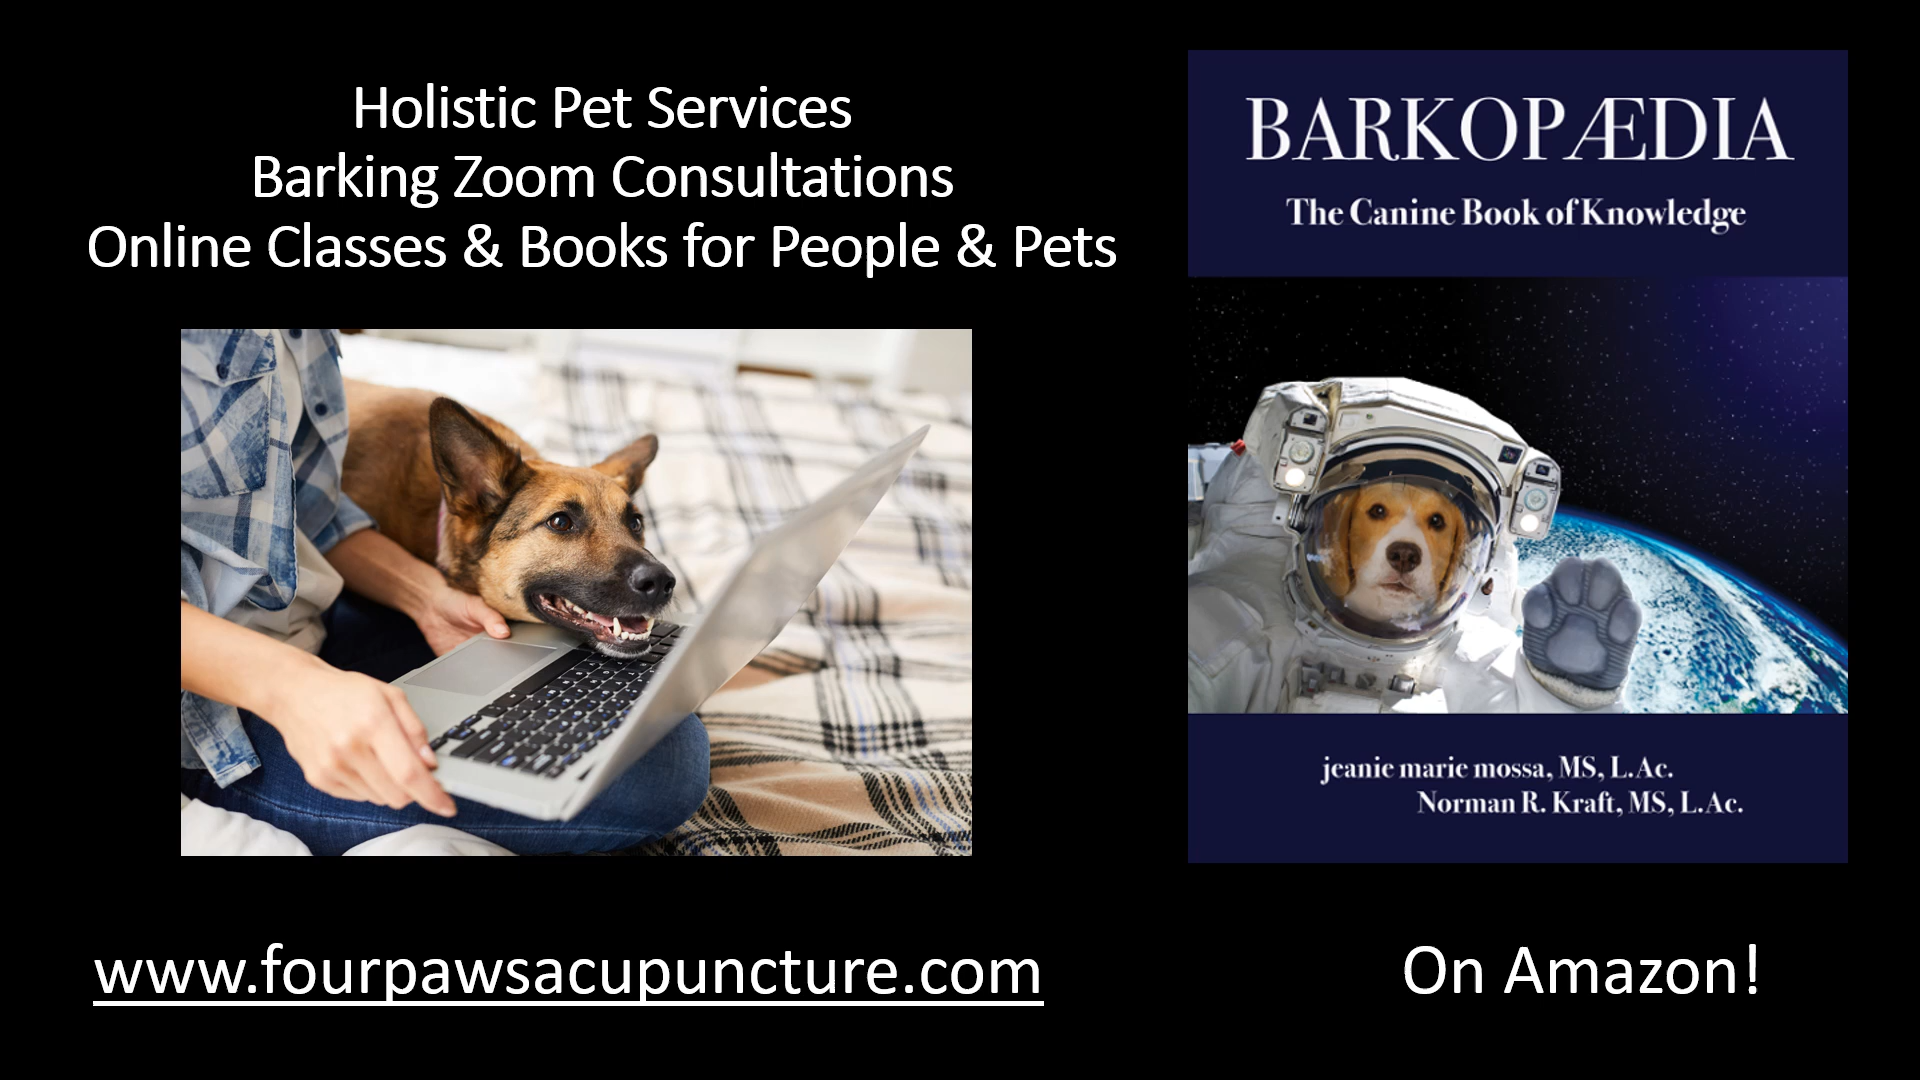 Holistic Pet Services
Barking Zoom Consultations
Online Classes & Books for People & Pets
www.fourpawsacupuncture.com
BARKOPÆDIA
The Canine Book of Knowledge
jeanie marie mossa, MS, L.Ac.
Norman R. Kraft, MS, L.Ac.
On Amazon!